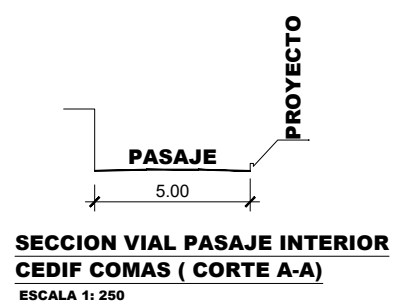 PROYECTO
PASAJE
5.00
SECCION VIAL PASAJE INTERIOR
CEDIF COMAS ( CORTE A-A)
ESCALA 1: 250